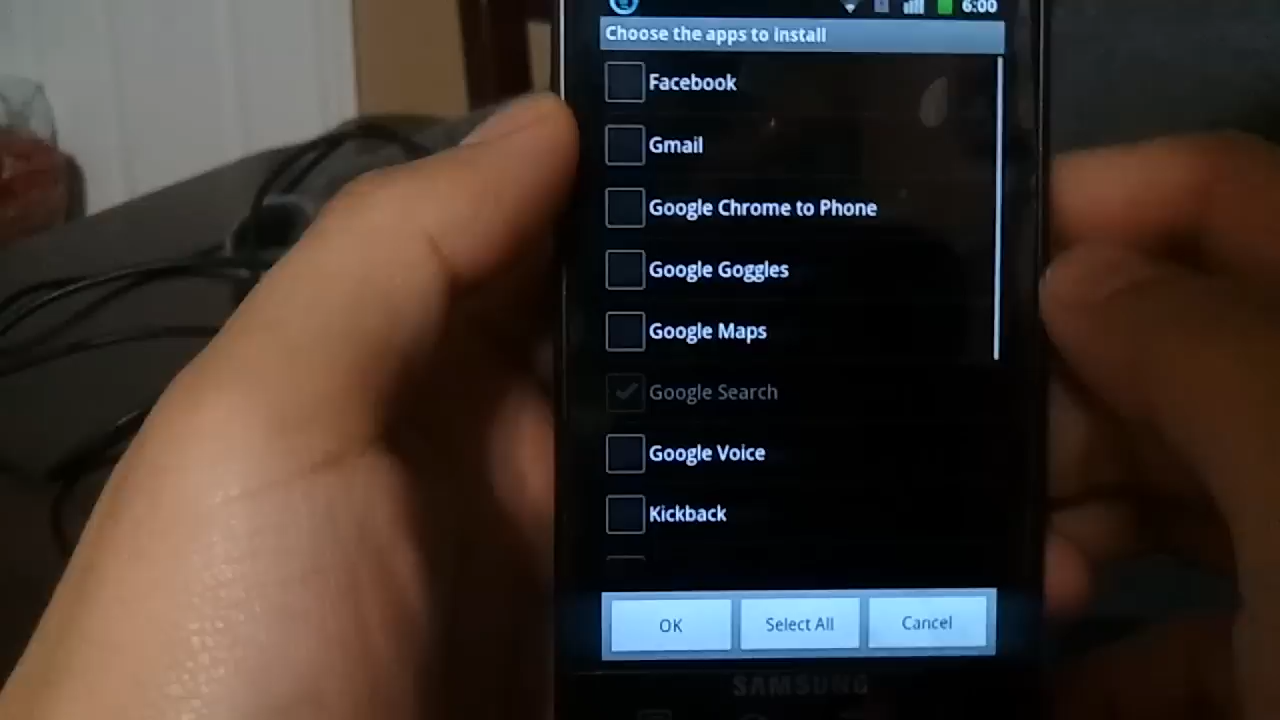 6:00
Choose the apps to install
Facebook
Gmail
Google Chrome to Phone
Google Goggles
Google Maps
Google Search
Google Voice
Kickback
OK Select All Cancel
SAMSUNG